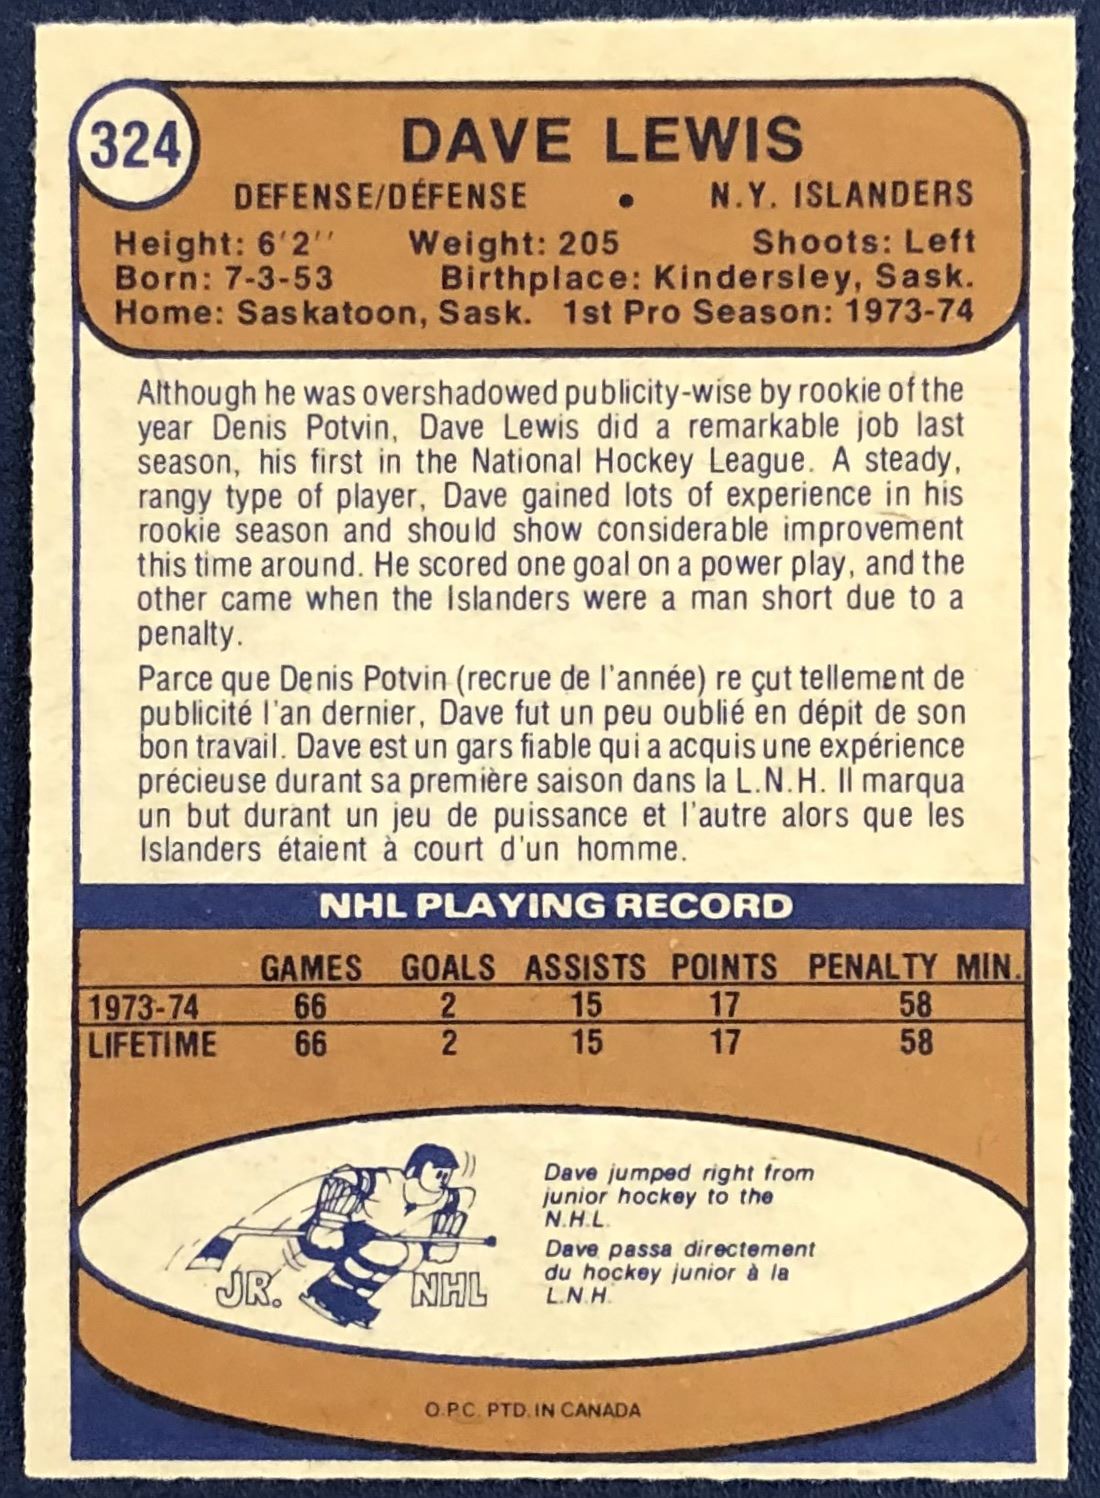 324
DAVE LEWIS
DEFENSE/DÉFENSE • N.Y. ISLANDERS
Height: 6'2'' Weight: 205 Shoots: Left
Born: 7-3-53 Birthplace: Kindersley, Sask.
Home: Saskatoon, Sask. 1st Pro Season: 1973-74
Although he was overshadowed publicity-wise by rookie of the
year Denis Potvin, Dave Lewis did a remarkable job last
season, his first in the National Hockey League. A steady,
rangy type of player, Dave gained lots of experience in his
rookie season and should show considerable improvement
this time around. He scored one goal on a power play, and the
other came when the Islanders were a man short due to a
penalty.
Parce que Denis Potvin (recrue de l'année) re çut tellement de
publicité l'an dernier, Dave fut un peu oublié en dépit de son
bon travail. Dave est un gars fiable qui a acquis une expérience
précieuse durant sa première saison dans la L.N.H. Il marqua
un but durant un jeu de puissance et l'autre alors que les
Islanders étaient à court d'un homme.
NHL PLAYING RECORD
GAMES GOALS ASSISTS POINTS PENALTY MIN.
1973-74 66 2 15 17 58
LIFETIME 66 2 15 17 58
Dave jumped right from
junior hockey to the
N.H.L.
Dave passa directement
du hockey junior à la
L.N.H.
JR. NHL
O.P.C. PTD. IN CANADA